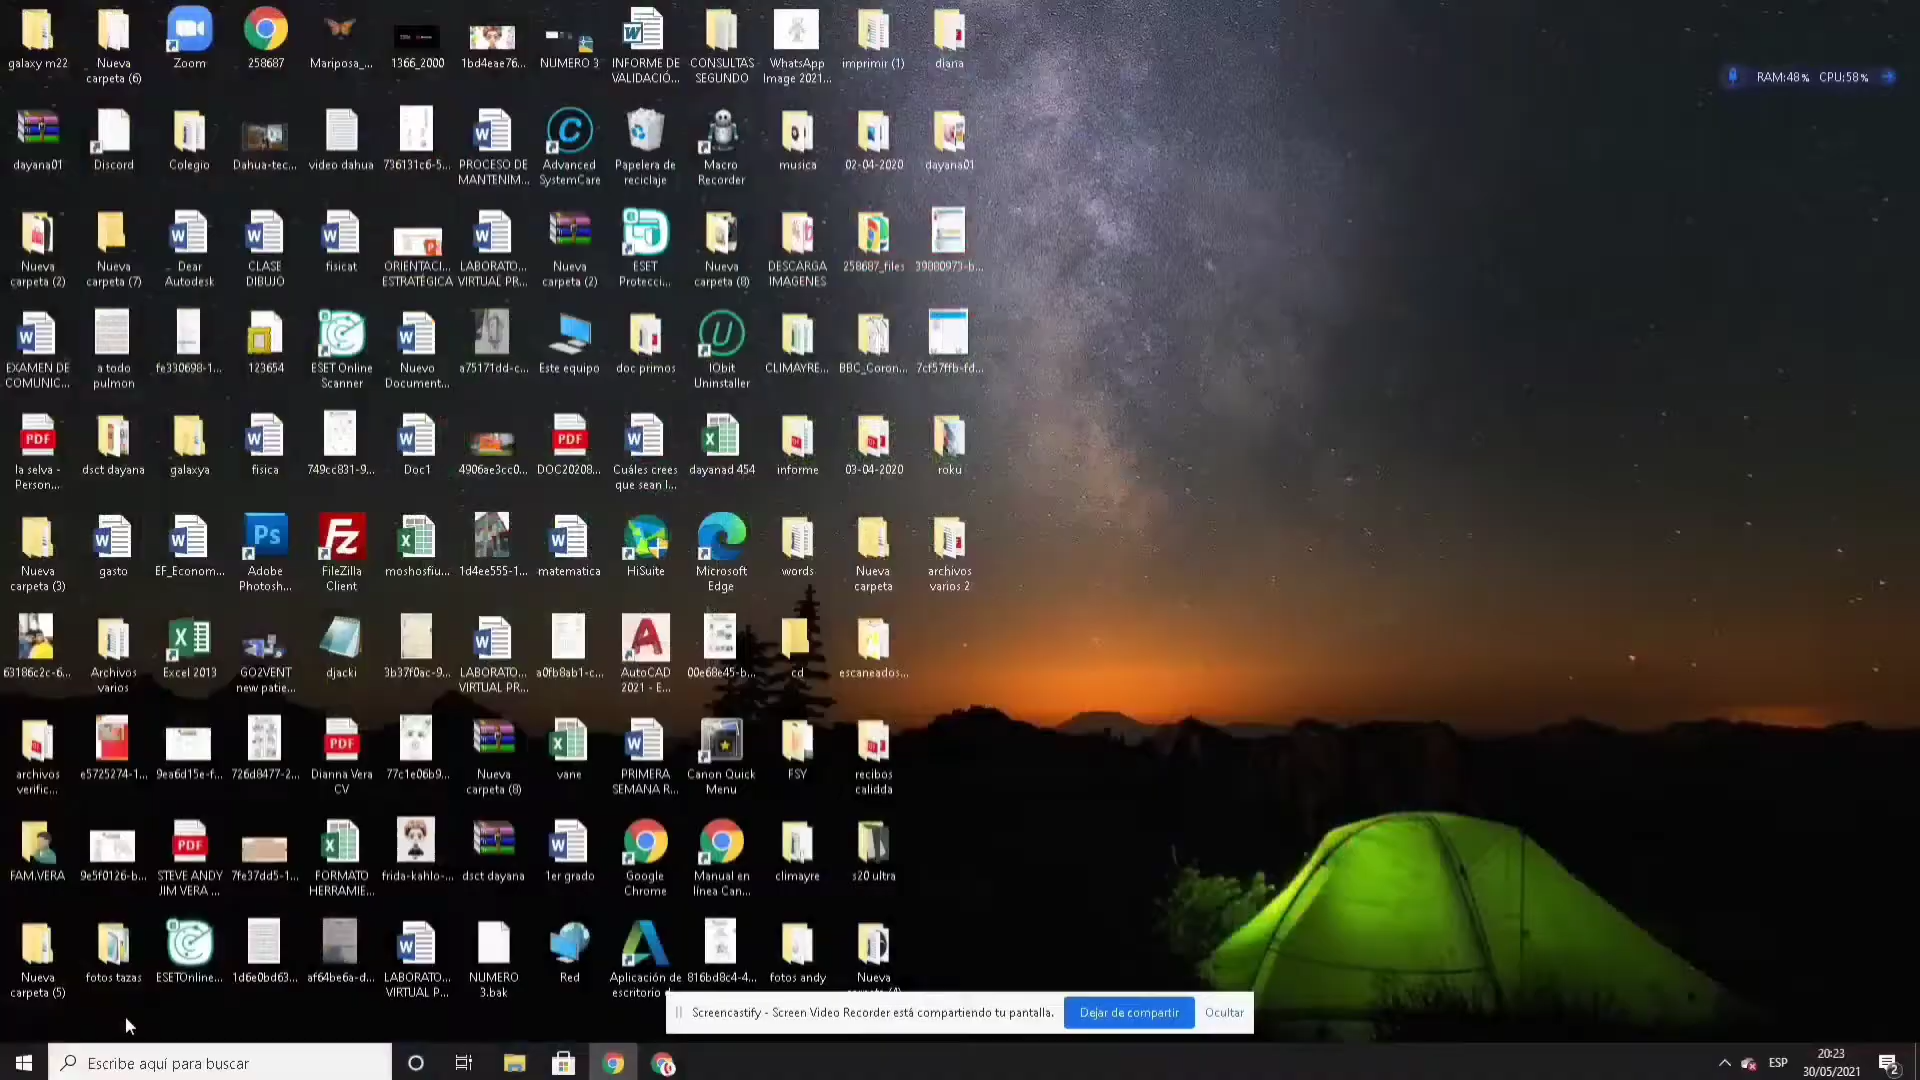 galaxy m22
Nueva
carpeta (6)
Zoom
258687
Mariposa_...
1366_2000
1bd4eae76...
NUMERO 3
INFORME DE
VALIDACIÓ...
CONSULTAS
SEGUNDO
WhatsApp
Image 2021...
imprimir (1)
diana
RAM:48% CPU:58%
dayana01
Discord
Colegio
Dahua-tec...
video dahua
736131c6-5...
PROCESO DE
MANTENIM...
Advanced
SystemCare
Papelera de
reciclaje
Macro
Recorder
musica
02-04-2020
dayana01
Nueva
carpeta (2)
Nueva
carpeta (7)
Dear
Autodesk
CLASE
DIBUJO
fisicat
ORIENTACI...
ESTRATÉGICA
LABORATO...
VIRTUAL PR...
Nueva
carpeta (2)
ESET
Protecci...
Nueva
carpeta (8)
DESCARGA
IMAGENES
258687_files
39880973-b...
EXAMEN DE
COMUNIC...
a todo
pulmon
fe330698-1...
123654
ESET Online
Scanner
Nuevo
Document...
a75171dd-c...
Este equipo
doc primos
IObit
Uninstaller
CLIMAYRE...
BBC_Coron...
7cf57ffb-fd...
PDF
la selva -
Person...
dsct dayana
galaxya
fisica
749cc831-9...
Doc1
4906ae3cc0...
PDF
DOC20208...
Cuáles crees
que sean l...
dayanad 454
informe
03-04-2020
roku
Nueva
carpeta (3)
gasto
EF_Econom...
Ps
Adobe
Photosh...
Fz
FileZilla
Client
moshosfiu...
1d4ee555-1...
matematica
HiSuite
Microsoft
Edge
words
Nueva
carpeta
archivos
varios 2
63186c2c-6...
Archivos
varios
Excel 2013
GO2VENT
new patie...
djacki
3b37f0ac-9...
LABORATO...
VIRTUAL PR...
a0fb8ab1-c...
AutoCAD
2021 - E...
00e68e45-b...
cd
escaneados...
archivos
verific...
e5725274-1...
9ea6d15e-f...
726d8477-2...
PDF
Dianna Vera
CV
77c1e06b9...
Nueva
carpeta (8)
vane
PRIMERA
SEMANA R...
Canon Quick
Menu
FSY
recibos
calidda
FAM.VERA
9e5f0126-b...
PDF
STEVE ANDY
JIM VERA ...
7fe37dd5-1...
FORMATO
HERRAMIE...
frida-kahlo-...
dsct dayana
1er grado
Google
Chrome
Manual en
línea Can...
climayre
s20 ultra
Nueva
carpeta (5)
fotos tazas
ESETOnline...
1d6e0bd63...
af64be6a-d...
LABORATO...
VIRTUAL P...
NUMERO
3.bak
Red
Aplicación de
escritorio
816bd8c4-4...
fotos andy
Nueva
carpeta (4)
Screencastify - Screen Video Recorder está compartiendo tu pantalla.
Dejar de compartir
Ocultar
Escribe aquí para buscar
ESP
20:23
30/05/2021
2